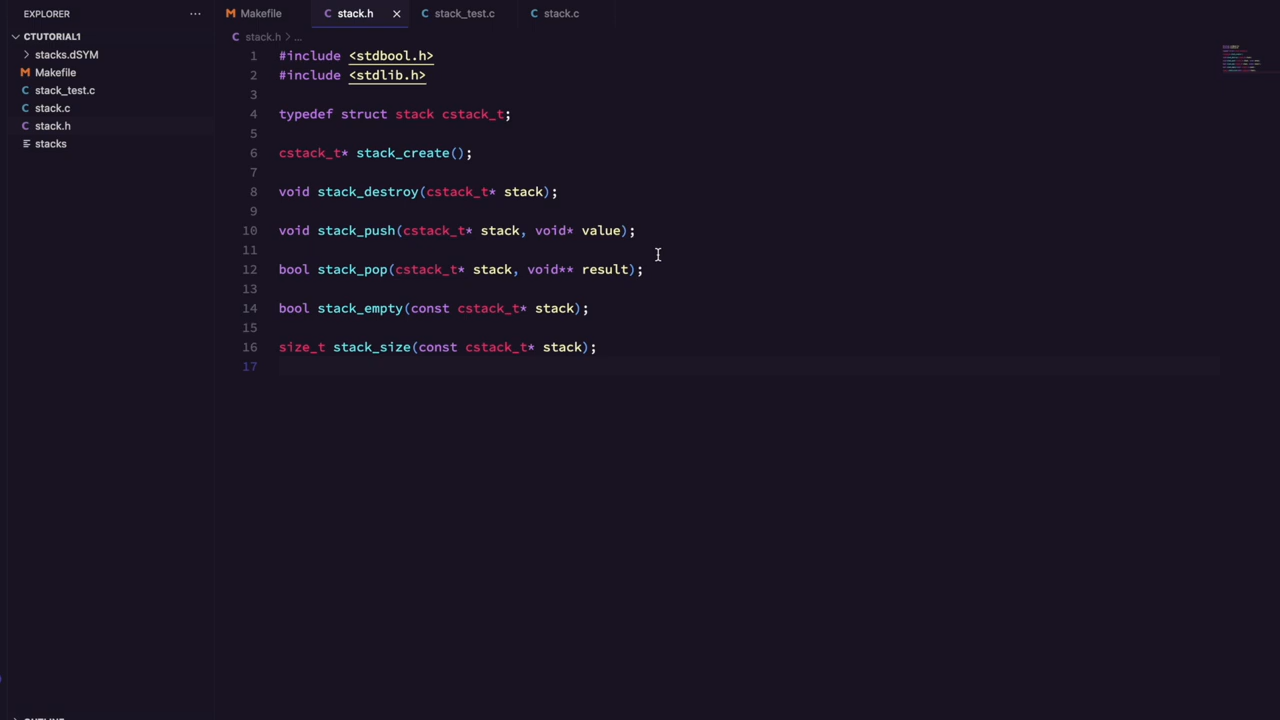 EXPLORER
CTUTORIAL1
stacks.dSYM
Makefile
stack_test.c
stack.c
stack.h
stacks
M Makefile
C stack.h
C stack_test.c
C stack.c
C stack.h > ...
1 #include <stdbool.h>
2 #include <stdlib.h>
3
4 typedef struct stack cstack_t;
5
6 cstack_t* stack_create();
7
8 void stack_destroy(cstack_t* stack);
9
10 void stack_push(cstack_t* stack, void* value);
11
12 bool stack_pop(cstack_t* stack, void** result);
13
14 bool stack_empty(const cstack_t* stack);
15
16 size_t stack_size(const cstack_t* stack);
17